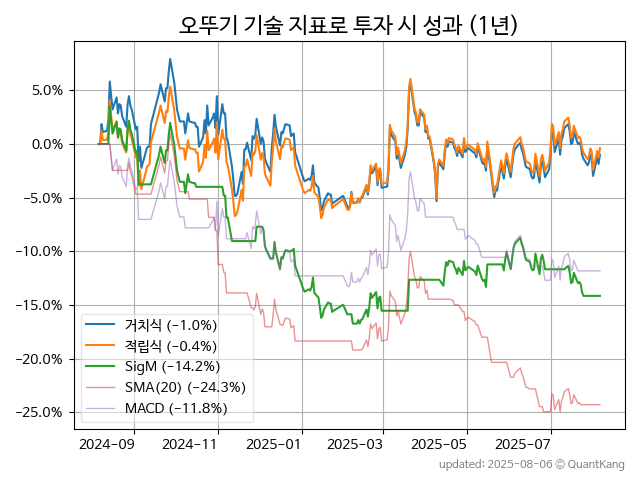 오뚜기 기술 지표로 투자 시 성과 (1년)
5.0%
0.0%
−5.0%
−10.0%
−15.0%
−20.0%
−25.0%
거치식 (−1.0%)
적립식 (−0.4%)
SigM (−14.2%)
SMA(20) (−24.3%)
MACD (−11.8%)
2024-09 2024-11 2025-01 2025-03 2025-05 2025-07
updated: 2025-08-06 © QuantKang